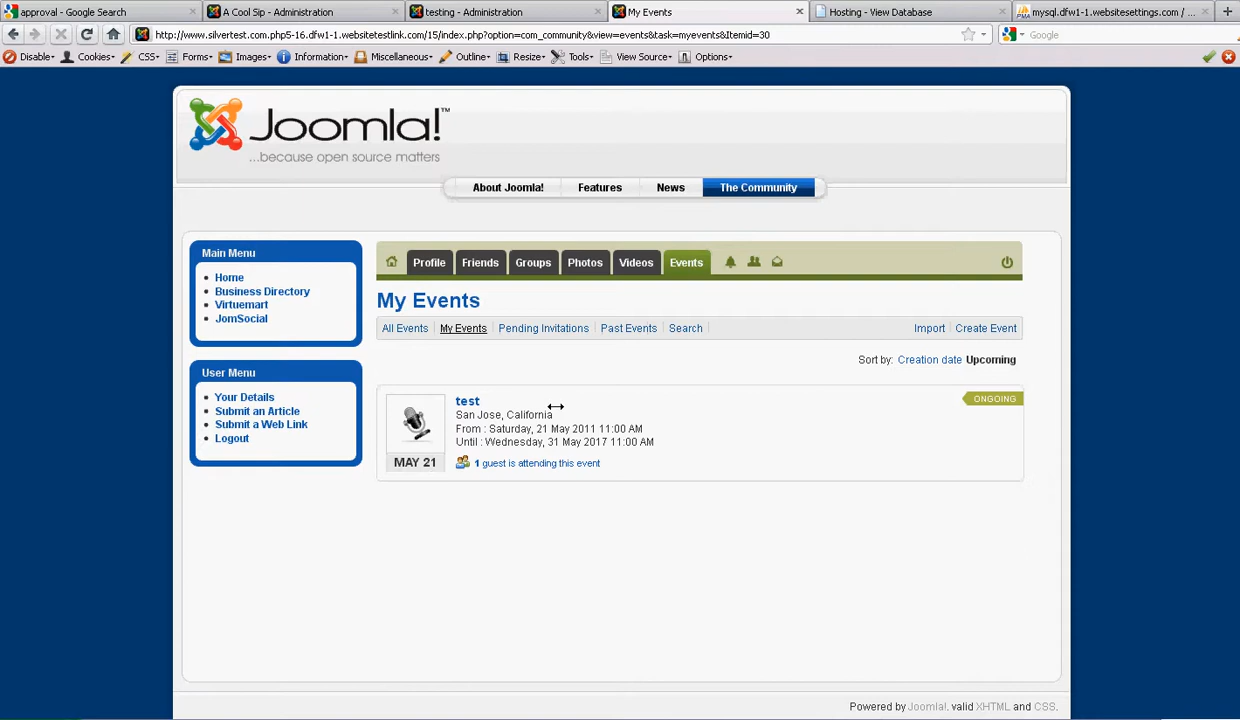 approval - Google Search
A Cool Sip - Administration
testing - Administration
My Events
Hosting - View Database
mysql.dfw1-1.websitesettings.com / ...
http://www.silvertest.com.php5-16.dfw1-1.websitetestlink.com/15/index.php?option=com_community&view=events&task=myevents&Itemid=30
Google
Disable
Cookies
CSS
Forms
Images
Information
Miscellaneous
Outline
Resize
Tools
View Source
Options
Joomla!™
...because open source matters
About Joomla!
Features
News
The Community
Main Menu
Home
Business Directory
Virtuemart
JomSocial
User Menu
Your Details
Submit an Article
Submit a Web Link
Logout
Profile
Friends
Groups
Photos
Videos
Events
My Events
All Events
My Events
Pending Invitations
Past Events
Search
Import
Create Event
Sort by: Creation date Upcoming
MAY 21
test
San Jose, California
From : Saturday, 21 May 2011 11:00 AM
Until : Wednesday, 31 May 2017 11:00 AM
1 guest is attending this event
ONGOING
Powered by Joomla!. valid XHTML and CSS.